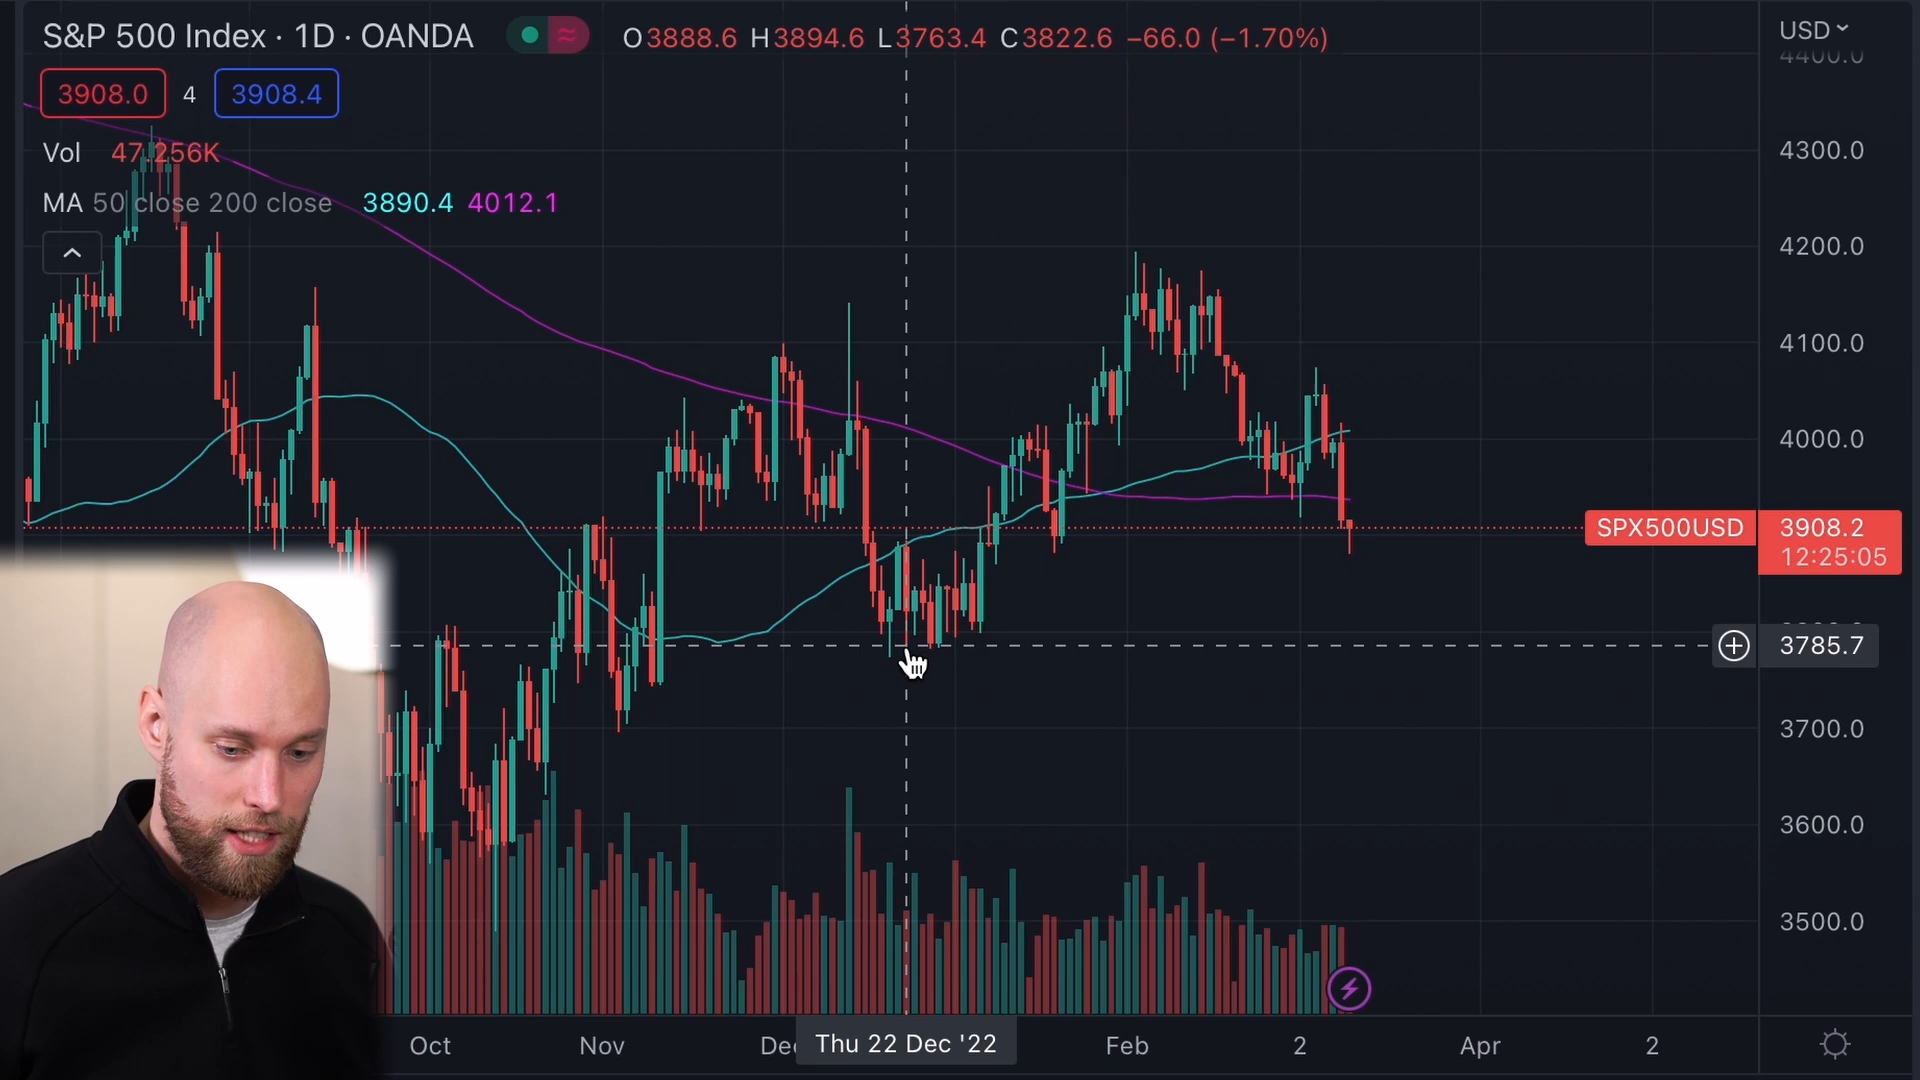 S&P 500 Index · 1D · OANDA
O3888.6 H3894.6 L3763.4 C3822.6 −66.0 (−1.70%)
USD
4400.0
3908.0 4 3908.4
Vol 47.256K
MA 50 close 200 close 3890.4 4012.1
4300.0
4200.0
4100.0
4000.0
SPX500USD 3908.2
12:25:05
3785.7
3700.0
3600.0
3500.0
Oct Nov Thu 22 Dec '22 Feb 2 Apr 2